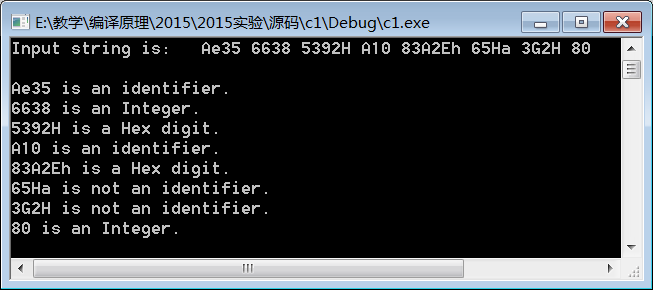 E:\教学\编译原理\2015\2015实验\源码\c1\Debug\c1.exe
Input string is:   Ae35 6638 5392H A10 83A2Eh 65Ha 3G2H 80
Ae35 is an identifier.
6638 is an Integer.
5392H is a Hex digit.
A10 is an identifier.
83A2Eh is a Hex digit.
65Ha is not an identifier.
3G2H is not an identifier.
80 is an Integer.